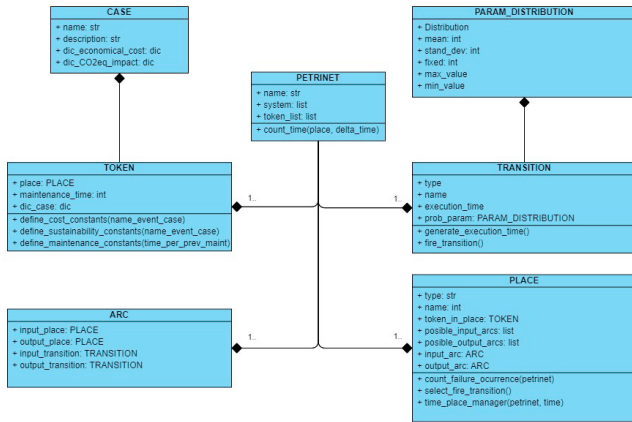 CASE
+ name: str
+ description: str
+ dic_economical_cost: dic
+ dic_CO2eq_impact: dic
PARAM_DISTRIBUTION
+ Distribution
+ mean: int
+ stand_dev: int
+ fixed: int
+ max_value
+ min_value
PETRINET
+ name: str
+ system: list
+ token_list: list
+ count_time(place, delta_time)
TOKEN
+ place: PLACE
+ maintenance_time: int
+ dic_case: dic
+ define_cost_constants(name_event_case)
+ define_sustainability_constants(name_event_case)
+ define_maintenance_constants(time_per_prev_maint)
1..
1..
TRANSITION
+ type
+ name
+ execution_time
+ prob_param: PARAM_DISTRIBUTION
+ generate_execution_time()
+ fire_transition()
ARC
+ input_place: PLACE
+ output_place: PLACE
+ input_transition: TRANSITION
+ output_transition: TRANSITION
1..
1..
PLACE
+ type: str
+ name: int
+ token_in_place: TOKEN
+ posible_input_arcs: list
+ posible_output_arcs: list
+ input_arc: ARC
+ output_arc: ARC
+ count_failure_ocurrence(petrinet)
+ select_fire_transition()
+ time_place_manager(petrinet, time)